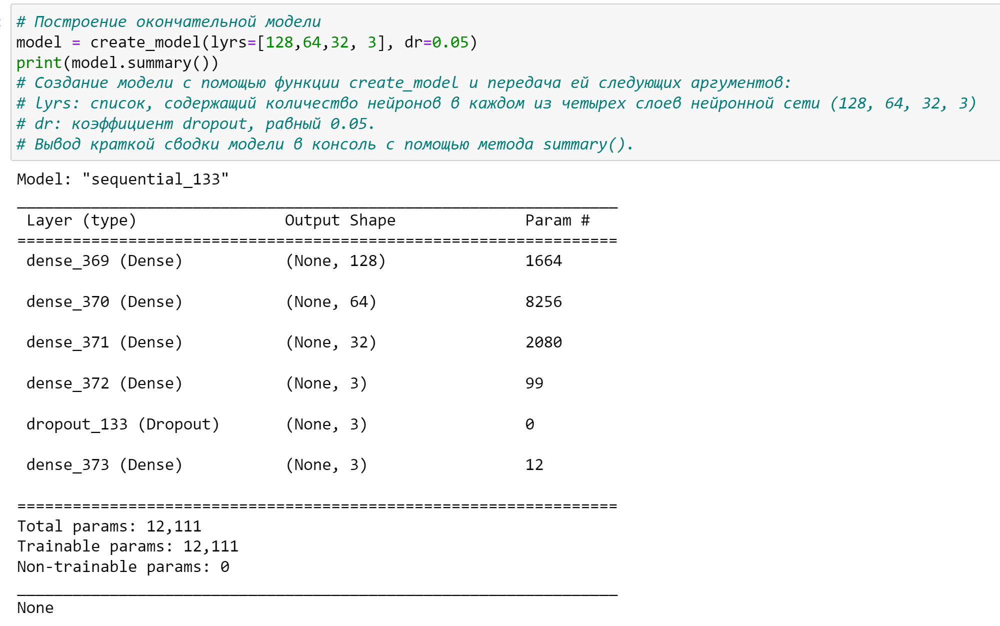 # Построение окончательной модели
model = create_model(lyrs=[128,64,32, 3], dr=0.05)
print(model.summary())
# Создание модели с помощью функции create_model и передача ей следующих аргументов:
# lyrs: список, содержащий количество нейронов в каждом из четырех слоев нейронной сети (128, 64, 32, 3)
# dr: коэффициент dropout, равный 0.05.
# Вывод краткой сводки модели в консоль с помощью метода summary().
Model: "sequential_133"
_________________________________________________________________
Layer (type) Output Shape Param #
=================================================================
dense_369 (Dense) (None, 128) 1664
dense_370 (Dense) (None, 64) 8256
dense_371 (Dense) (None, 32) 2080
dense_372 (Dense) (None, 3) 99
dropout_133 (Dropout) (None, 3) 0
dense_373 (Dense) (None, 3) 12
=================================================================
Total params: 12,111
Trainable params: 12,111
Non-trainable params: 0
_________________________________________________________________
None